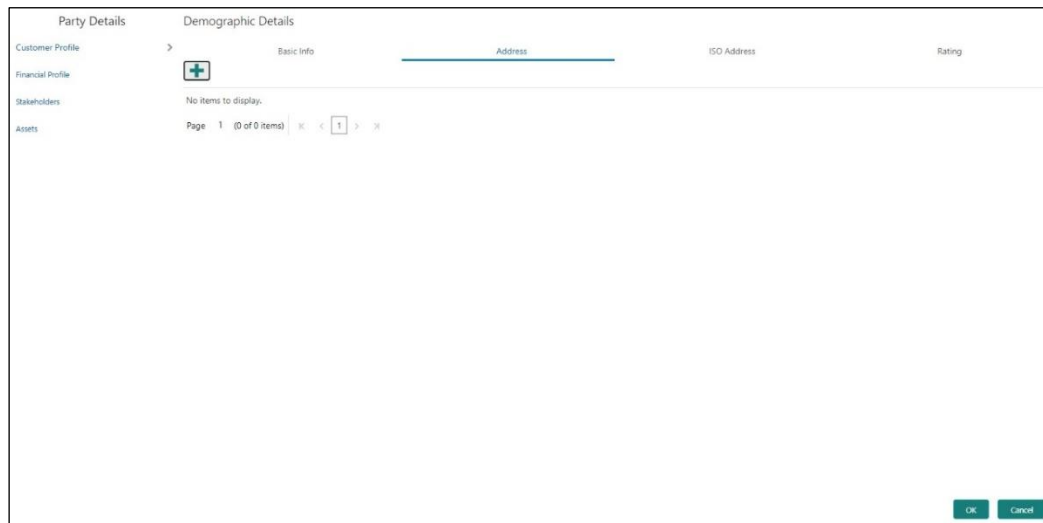 Party Details
Customer Profile
Financial Profile
Stakeholders
Assets
Demographic Details
Basic Info Address ISO Address Rating
No items to display.
Page 1 (0 of 0 items) 1
OK Cancel